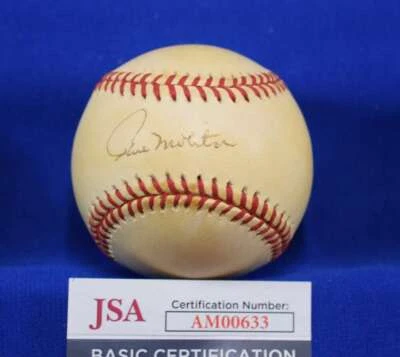 Paul Molitor
JSA
Certification Number:
AM00633
BASIC CERTIFICATION